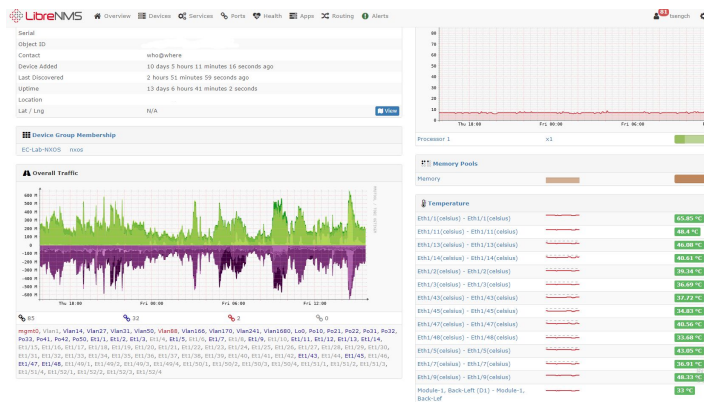 LibreNMS Overview Devices Services Ports Health Apps Routing Alerts 81 tsengch
Serial
Object ID
Contact who@where
Device Added 10 days 5 hours 11 minutes 16 seconds ago
Last Discovered 2 hours 51 minutes 59 seconds ago
Uptime 13 days 6 hours 41 minutes 2 seconds
Location
Lat / Lng N/A View
Device Group Membership
EC-Lab-NXOS nxos
Overall Traffic
600 M
500 M
400 M
300 M
200 M
100 M
0
-100 M
-200 M
-300 M
-400 M
-500 M
-600 M
Thu 18:00 Fri 00:00 Fri 06:00 Fri 12:00
85 32 2 0
mgmt0, Vlan1, Vlan14, Vlan27, Vlan31, Vlan50, Vlan88, Vlan166, Vlan170, Vlan241, Vlan1680, Lo0, Po10, Po21, Po22, Po31, Po32,
Po33, Po41, Po42, Po50, Et1/1, Et1/2, Et1/3, Et1/4, Et1/5, Et1/6, Et1/7, Et1/8, Et1/9, Et1/10, Et1/11, Et1/12, Et1/13, Et1/14,
Et1/15, Et1/16, Et1/17, Et1/18, Et1/19, Et1/20, Et1/21, Et1/22, Et1/23, Et1/24, Et1/25, Et1/26, Et1/27, Et1/28, Et1/29, Et1/30,
Et1/31, Et1/32, Et1/33, Et1/34, Et1/35, Et1/36, Et1/37, Et1/38, Et1/39, Et1/40, Et1/41, Et1/42, Et1/43, Et1/44, Et1/45, Et1/46,
Et1/47, Et1/48, Et1/49/1, Et1/49/2, Et1/49/3, Et1/49/4, Et1/50/1, Et1/50/2, Et1/50/3, Et1/50/4, Et1/51/1, Et1/51/2, Et1/51/3,
Et1/51/4, Et1/52/1, Et1/52/2, Et1/52/3, Et1/52/4
80
70
60
50
40
30
20
10
0
Thu 18:00 Fri 00:00 Fri 06:00
Processor 1 x1
Memory Pools
Memory
Temperature
Eth1/1(celsius) - Eth1/1(celsius) 65.85 °C
Eth1/11(celsius) - Eth1/11(celsius) 48.4 °C
Eth1/13(celsius) - Eth1/13(celsius) 46.88 °C
Eth1/14(celsius) - Eth1/14(celsius) 40.61 °C
Eth1/2(celsius) - Eth1/2(celsius) 39.34 °C
Eth1/3(celsius) - Eth1/3(celsius) 36.69 °C
Eth1/43(celsius) - Eth1/43(celsius) 37.72 °C
Eth1/45(celsius) - Eth1/45(celsius) 34.83 °C
Eth1/47(celsius) - Eth1/47(celsius) 40.56 °C
Eth1/48(celsius) - Eth1/48(celsius) 33.68 °C
Eth1/5(celsius) - Eth1/5(celsius) 43.05 °C
Eth1/7(celsius) - Eth1/7(celsius) 36.91 °C
Eth1/9(celsius) - Eth1/9(celsius) 48.33 °C
Module-1, Back-Left (D1) - Module-1, 33 °C
Back-Lef